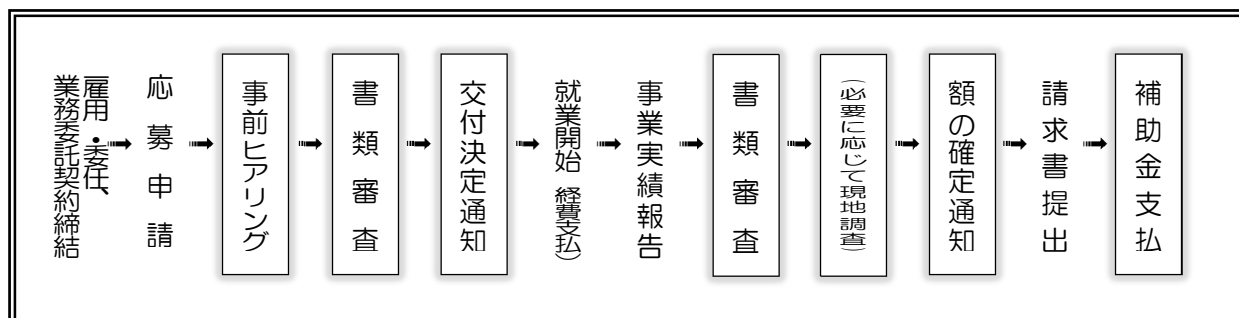 雇用・委任、
業務委託契約締結
応募申請
事前ヒアリング
書類審査
交付決定通知
就業開始(経費支払)
事業実績報告
書類審査
(必要に応じて現地調査)
額の確定通知
請求書提出
補助金支払